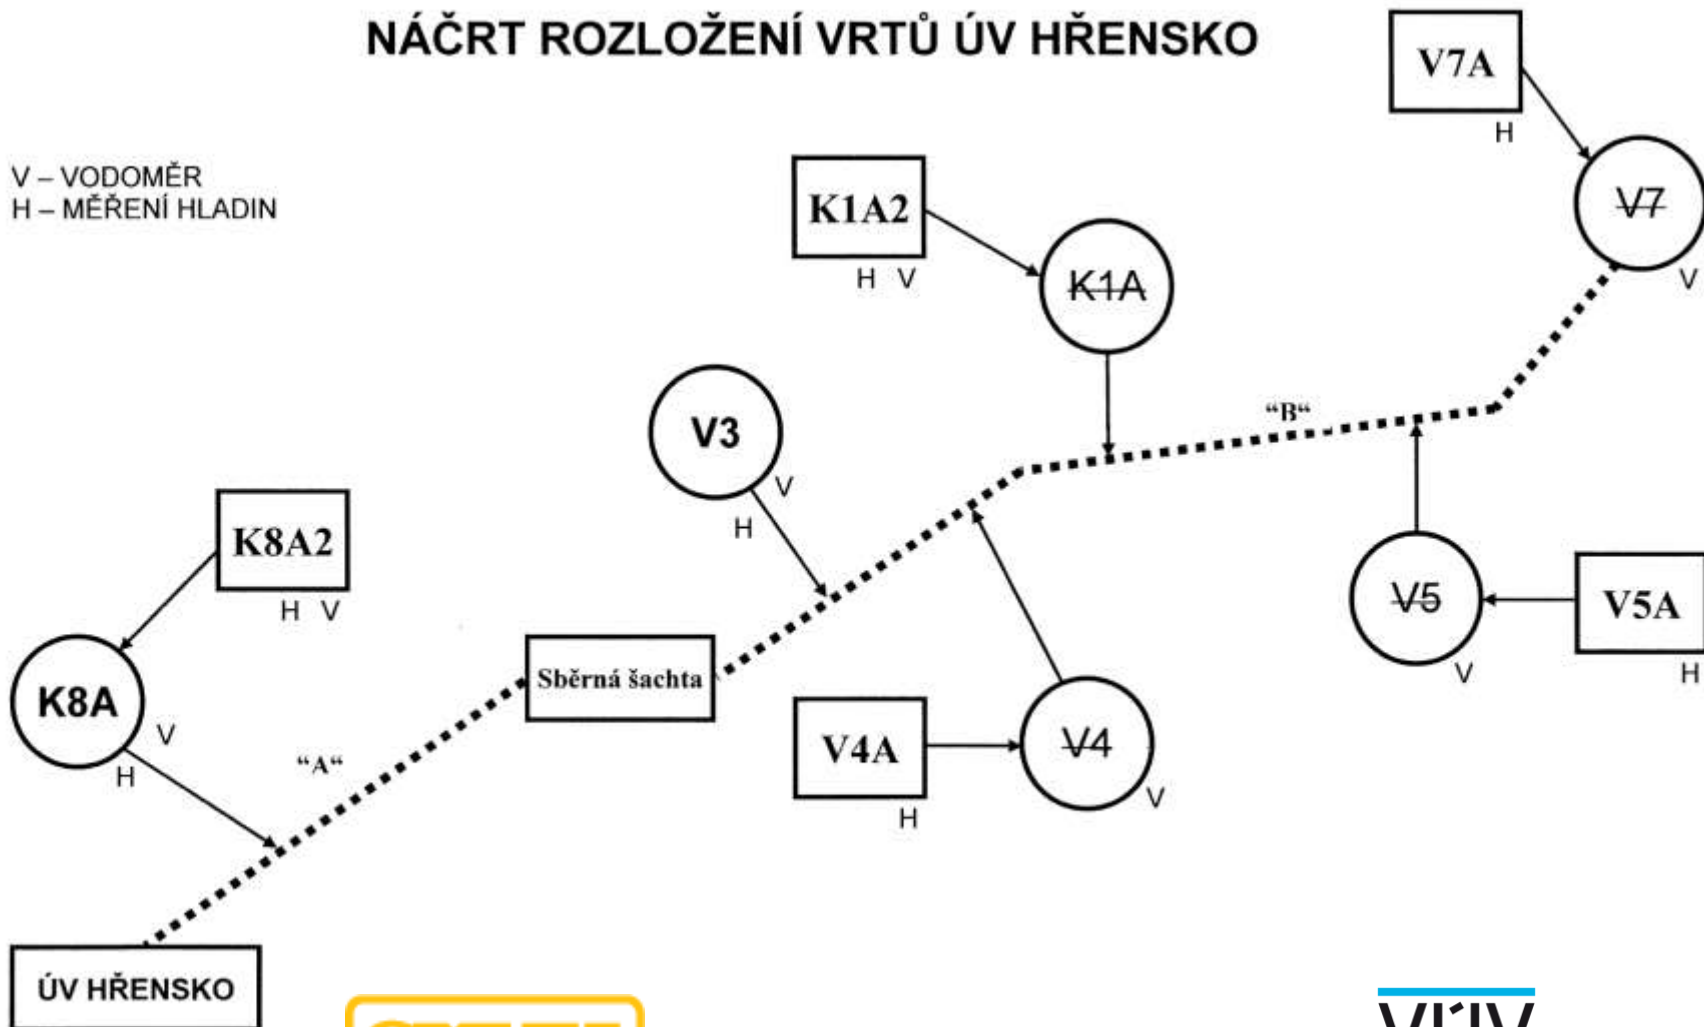 NÁČRT ROZLOŽENÍ VRTŮ ÚV HŘENSKO
V – VODOMĚR
H – MĚŘENÍ HLADIN
V7A
H
V7
V
K1A2
H V
K1A
"B"
V3
V
H
K8A2
H V
K8A
V
H
"A"
Sběrná šachta
V5
V
V5A
H
V4A
H
V4
V
ÚV HŘENSKO